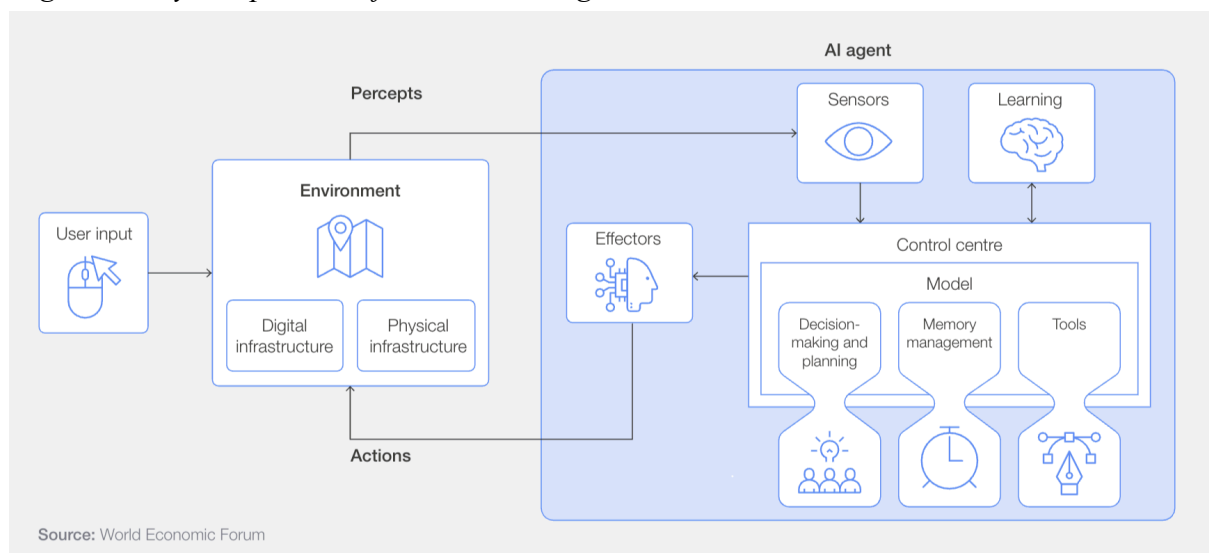 AI agent
Percepts
Sensors
Learning
Environment
User input
Effectors
Control centre
Model
Digital
infrastructure
Physical
infrastructure
Decision-
making and
planning
Memory
management
Tools
Actions
Source: World Economic Forum